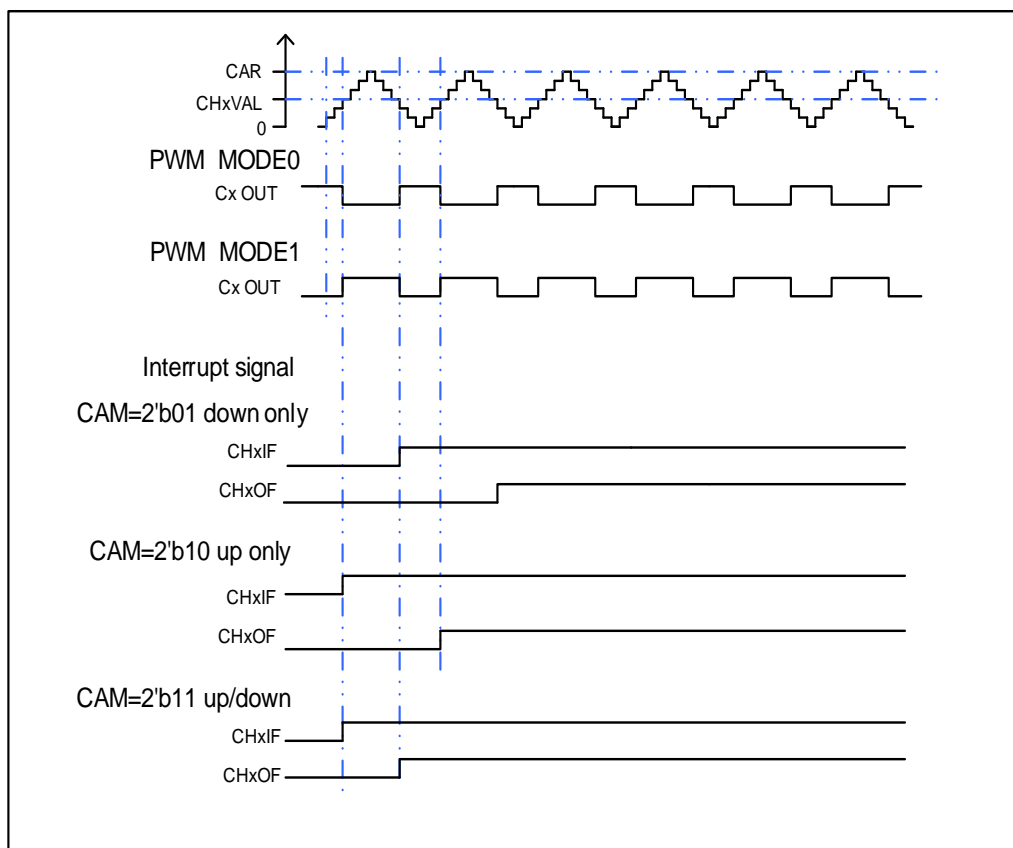 CAR
CHxVAL
0
PWM MODE0
Cx OUT
PWM MODE1
Cx OUT
Interrupt signal
CAM=2'b01 down only
CHxIF
CHxOF
CAM=2'b10 up only
CHxIF
CHxOF
CAM=2'b11 up/down
CHxIF
CHxOF